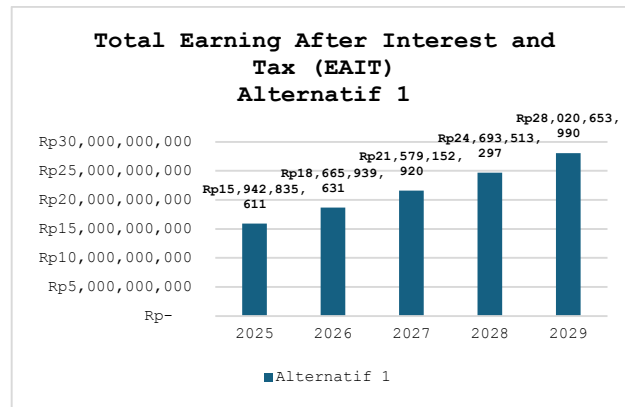 Total Earning After Interest and
Tax (EAIT)
Alternatif 1
Rp30,000,000,000
Rp25,000,000,000
Rp20,000,000,000
Rp15,000,000,000
Rp10,000,000,000
Rp5,000,000,000
Rp-
Rp15,942,835,
611
Rp18,665,939,
631
Rp21,579,152,
920
Rp24,693,513,
297
Rp28,020,653,
990
2025 2026 2027 2028 2029
Alternatif 1